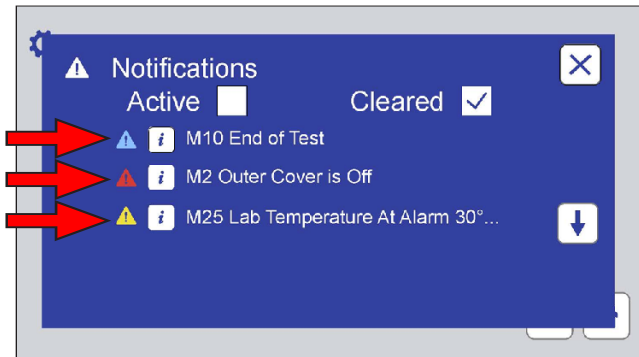 Notifications
Active Cleared
i M10 End of Test
i M2 Outer Cover is Off
i M25 Lab Temperature At Alarm 30°...